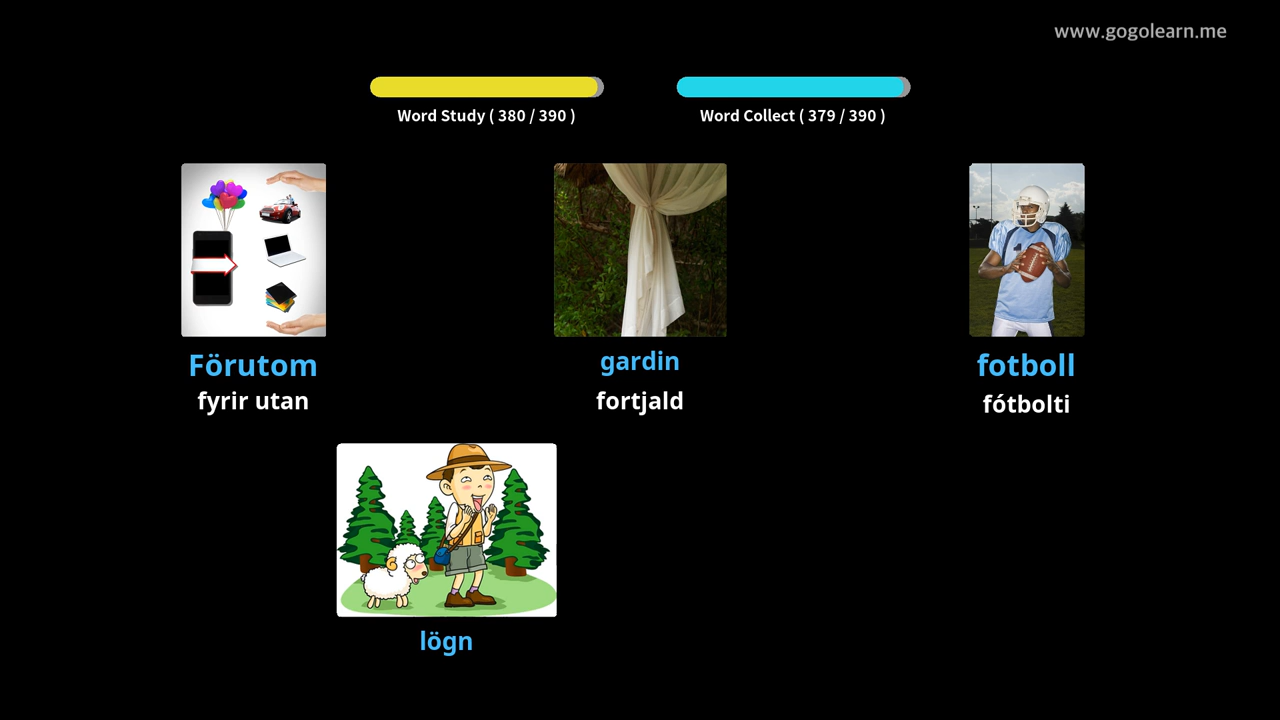 www.gogolearn.me
Word Study ( 380 / 390 )
Word Collect ( 379 / 390 )
Förutom
fyrir utan
gardin
fortjald
fotboll
fótbolti
lögn